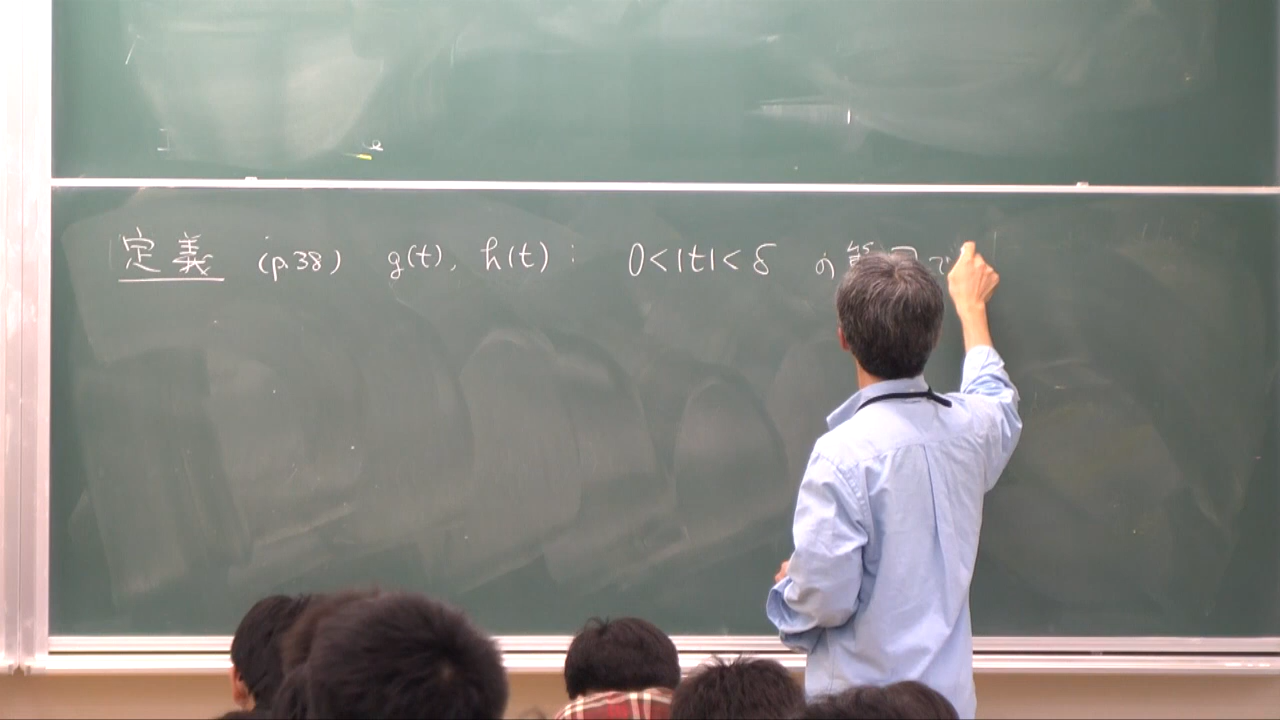 定義 (p.38) g(t), h(t) : 0<|t|<δ の範囲で